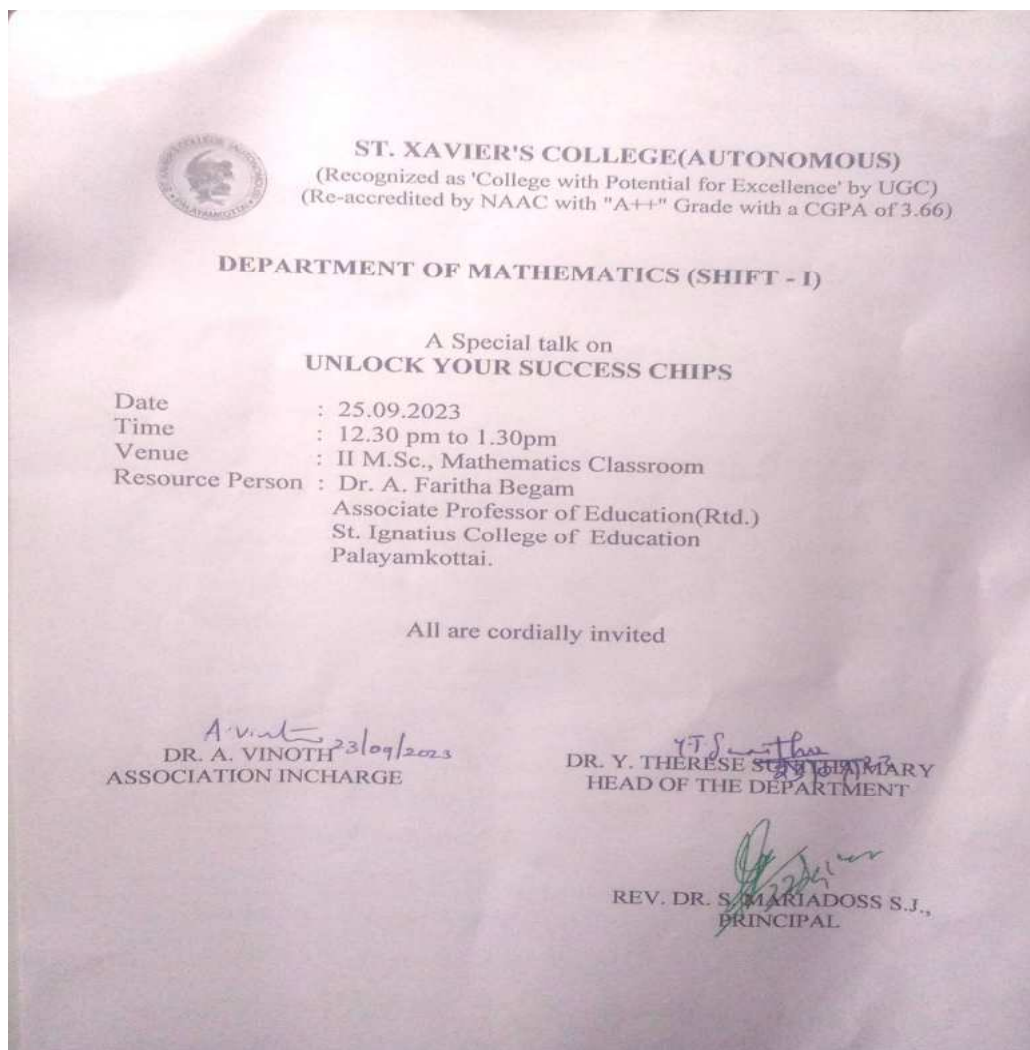 ST. XAVIER'S COLLEGE(AUTONOMOUS)
(Recognized as 'College with Potential for Excellence' by UGC)
(Re-accredited by NAAC with "A++" Grade with a CGPA of 3.66)
DEPARTMENT OF MATHEMATICS (SHIFT - I)
A Special talk on
UNLOCK YOUR SUCCESS CHIPS
Date : 25.09.2023
Time : 12.30 pm to 1.30pm
Venue : II M.Sc., Mathematics Classroom
Resource Person : Dr. A. Faritha Begam
Associate Professor of Education(Rtd.)
St. Ignatius College of Education
Palayamkottai.
All are cordially invited
23/09/2023
DR. A. VINOTH
ASSOCIATION INCHARGE
DR. Y. THERESE SUNITHA MARY
HEAD OF THE DEPARTMENT
REV. DR. S. MARIADOSS S.J.,
PRINCIPAL